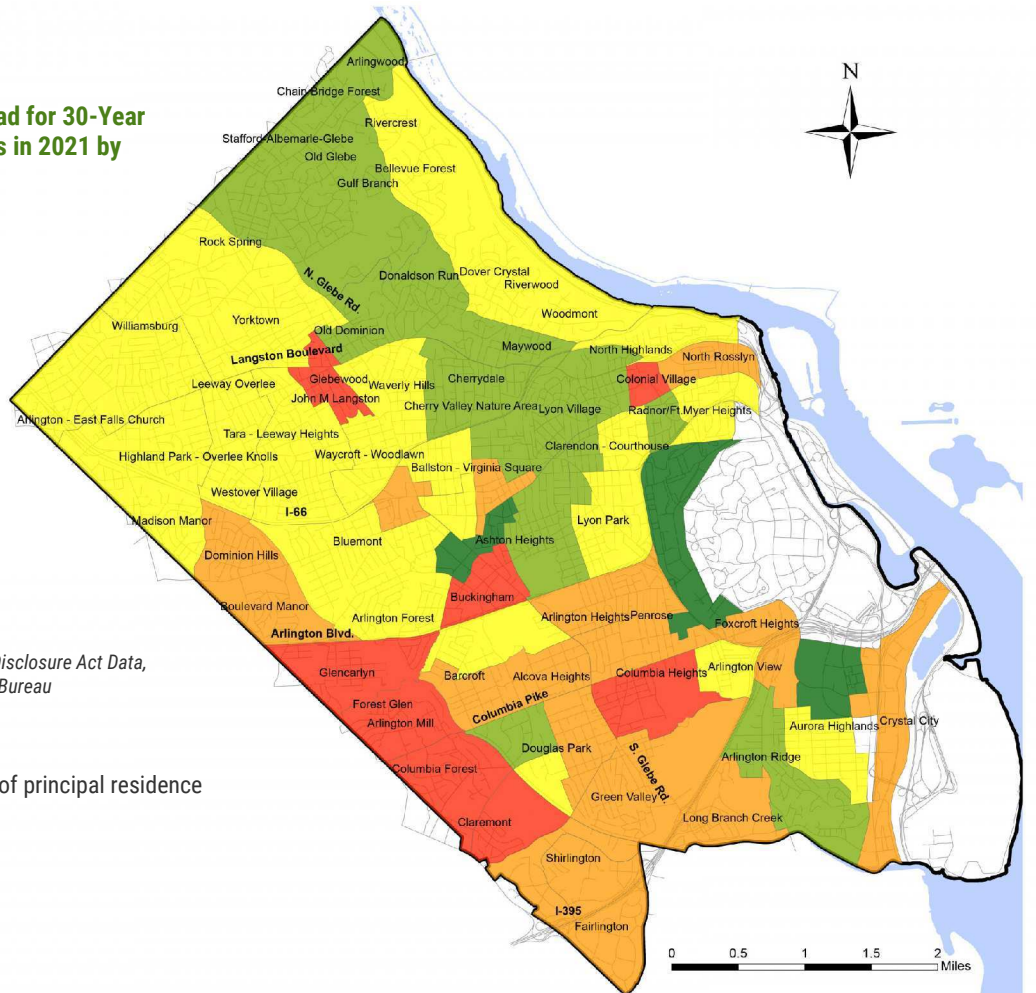 ad for 30-Year
s in 2021 by
Disclosure Act Data,
Bureau
of principal residence
N
Arlingwood
Chain Bridge Forest
Rivercrest
Stafford-Albemarle-Glebe
Old Glebe
Bellevue Forest
Gulf Branch
Rock Spring
N. Glebe Rd.
Donaldson Run
Dover Crystal
Riverwood
Woodmont
Williamsburg
Yorktown
Old Dominion
Maywood
North Highlands
Langston Boulevard
North Rosslyn
Leeway Overlee
Glebewood
Waverly Hills
Cherrydale
Colonial Village
John M Langston
Cherry Valley Nature Area
Lyon Village
Radnor/Ft.Myer Heights
Arlington - East Falls Church
Tara - Leeway Heights
Clarendon - Courthouse
Highland Park - Overlee Knolls
Waycroft - Woodlawn
Ballston - Virginia Square
Westover Village
I-66
Madison Manor
Lyon Park
Bluemont
Ashton Heights
Dominion Hills
Buckingham
Boulevard Manor
Arlington Forest
Arlington Heights
Penrose
Foxcroft Heights
Arlington Blvd.
Glencarlyn
Barcroft
Alcova Heights
Columbia Heights
Arlington View
Forest Glen
Columbia Pike
Arlington Mill
Aurora Highlands
Crystal City
Douglas Park
S. Glebe Rd.
Arlington Ridge
Columbia Forest
Green Valley
Claremont
Long Branch Creek
Shirlington
I-395
Fairlington
0 0.5 1 1.5 2
Miles